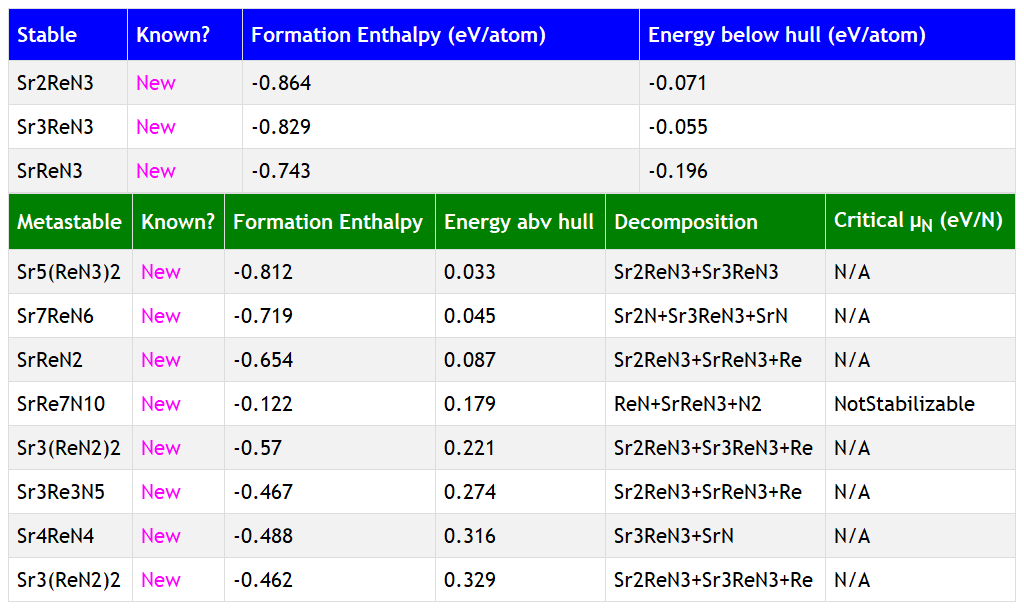 Stable Known? Formation Enthalpy (eV/atom) Energy below hull (eV/atom)
Sr2ReN3 New -0.864 -0.071
Sr3ReN3 New -0.829 -0.055
SrReN3 New -0.743 -0.196
Metastable Known? Formation Enthalpy Energy abv hull Decomposition Critical μN (eV/N)
Sr5(ReN3)2 New -0.812 0.033 Sr2ReN3+Sr3ReN3 N/A
Sr7ReN6 New -0.719 0.045 Sr2N+Sr3ReN3+SrN N/A
SrReN2 New -0.654 0.087 Sr2ReN3+SrReN3+Re N/A
SrRe7N10 New -0.122 0.179 ReN+SrReN3+N2 NotStabilizable
Sr3(ReN2)2 New -0.57 0.221 Sr2ReN3+Sr3ReN3+Re N/A
Sr3Re3N5 New -0.467 0.274 Sr2ReN3+SrReN3+Re N/A
Sr4ReN4 New -0.488 0.316 Sr3ReN3+SrN N/A
Sr3(ReN2)2 New -0.462 0.329 Sr2ReN3+Sr3ReN3+Re N/A